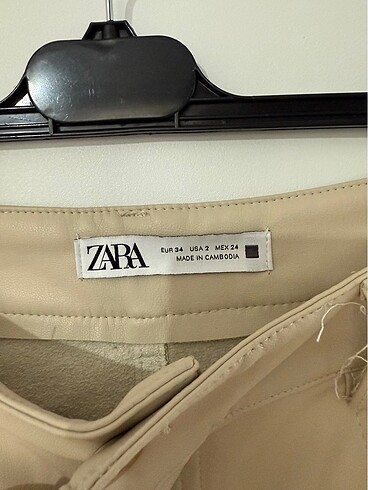 ZARA
EUR 34 USA 2 MEX 24
MADE IN CAMBODIA